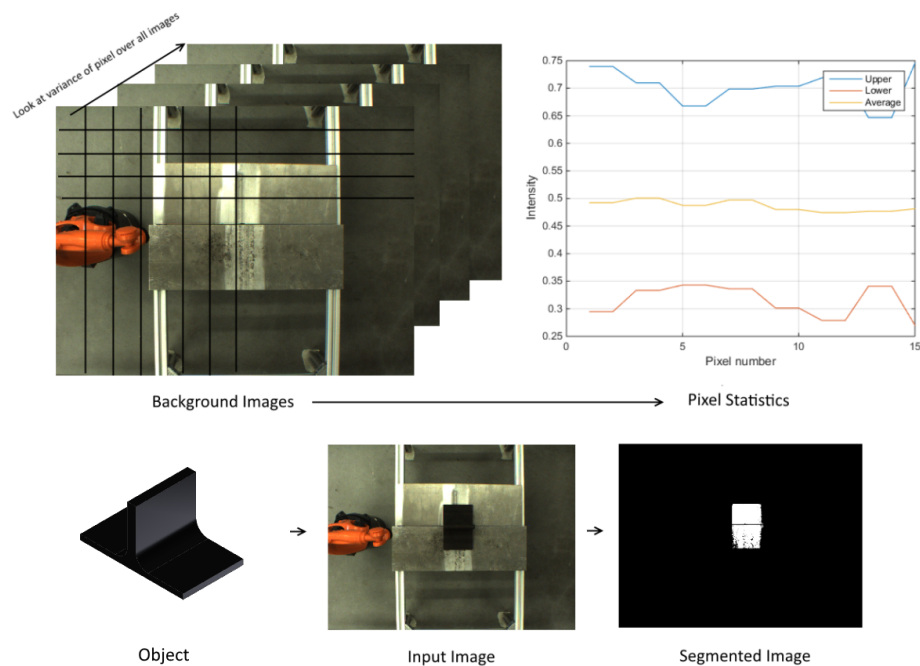 Look at variance of pixel over all images
0.75
0.7
0.65
0.6
0.55
0.5
0.45
0.4
0.35
0.3
0.25
Intensity
Upper
Lower
Average
0
5
10
15
Pixel number
Background Images
Pixel Statistics
Object
Input Image
Segmented Image